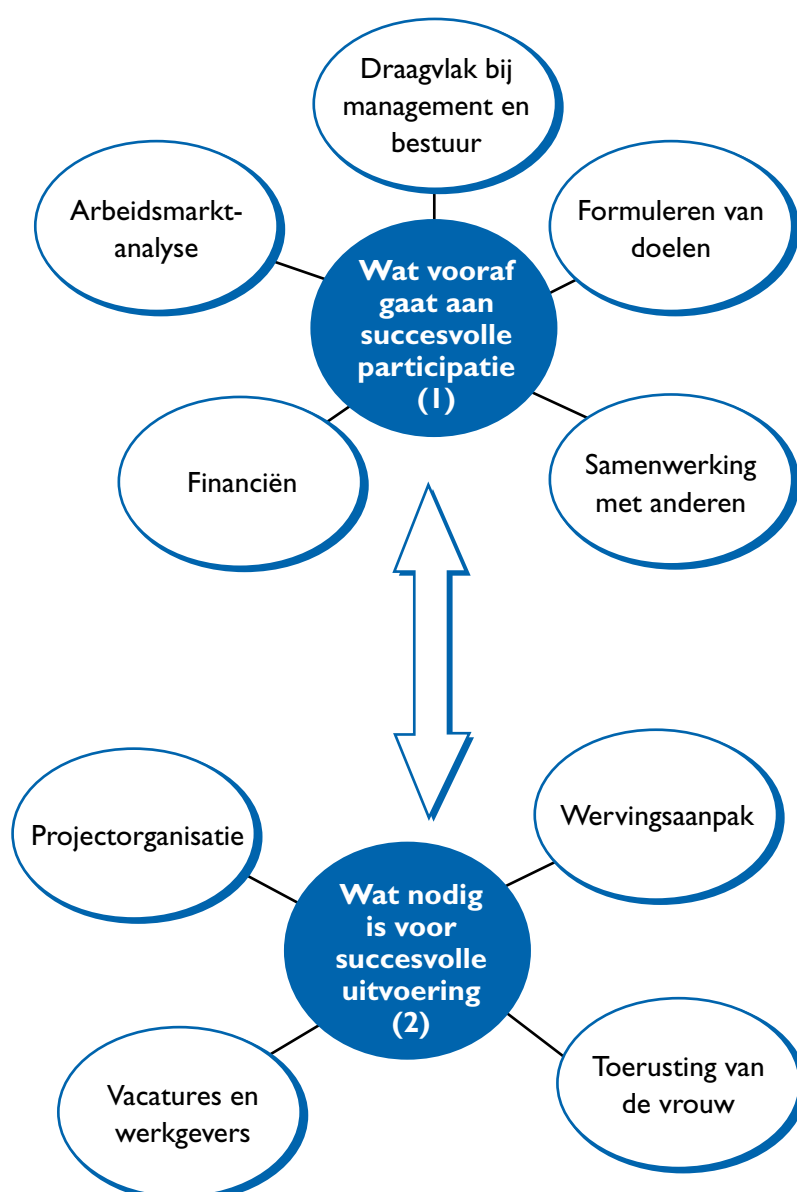 Draagvlak bij
management en
bestuur
Arbeidsmarkt-
analyse
Formuleren van
doelen
Wat vooraf
gaat aan
succesvolle
participatie
(1)
Financiën
Samenwerking
met anderen
Projectorganisatie
Wervingsaanpak
Wat nodig
is voor
succesvolle
uitvoering
(2)
Vacatures en
werkgevers
Toerusting van
de vrouw